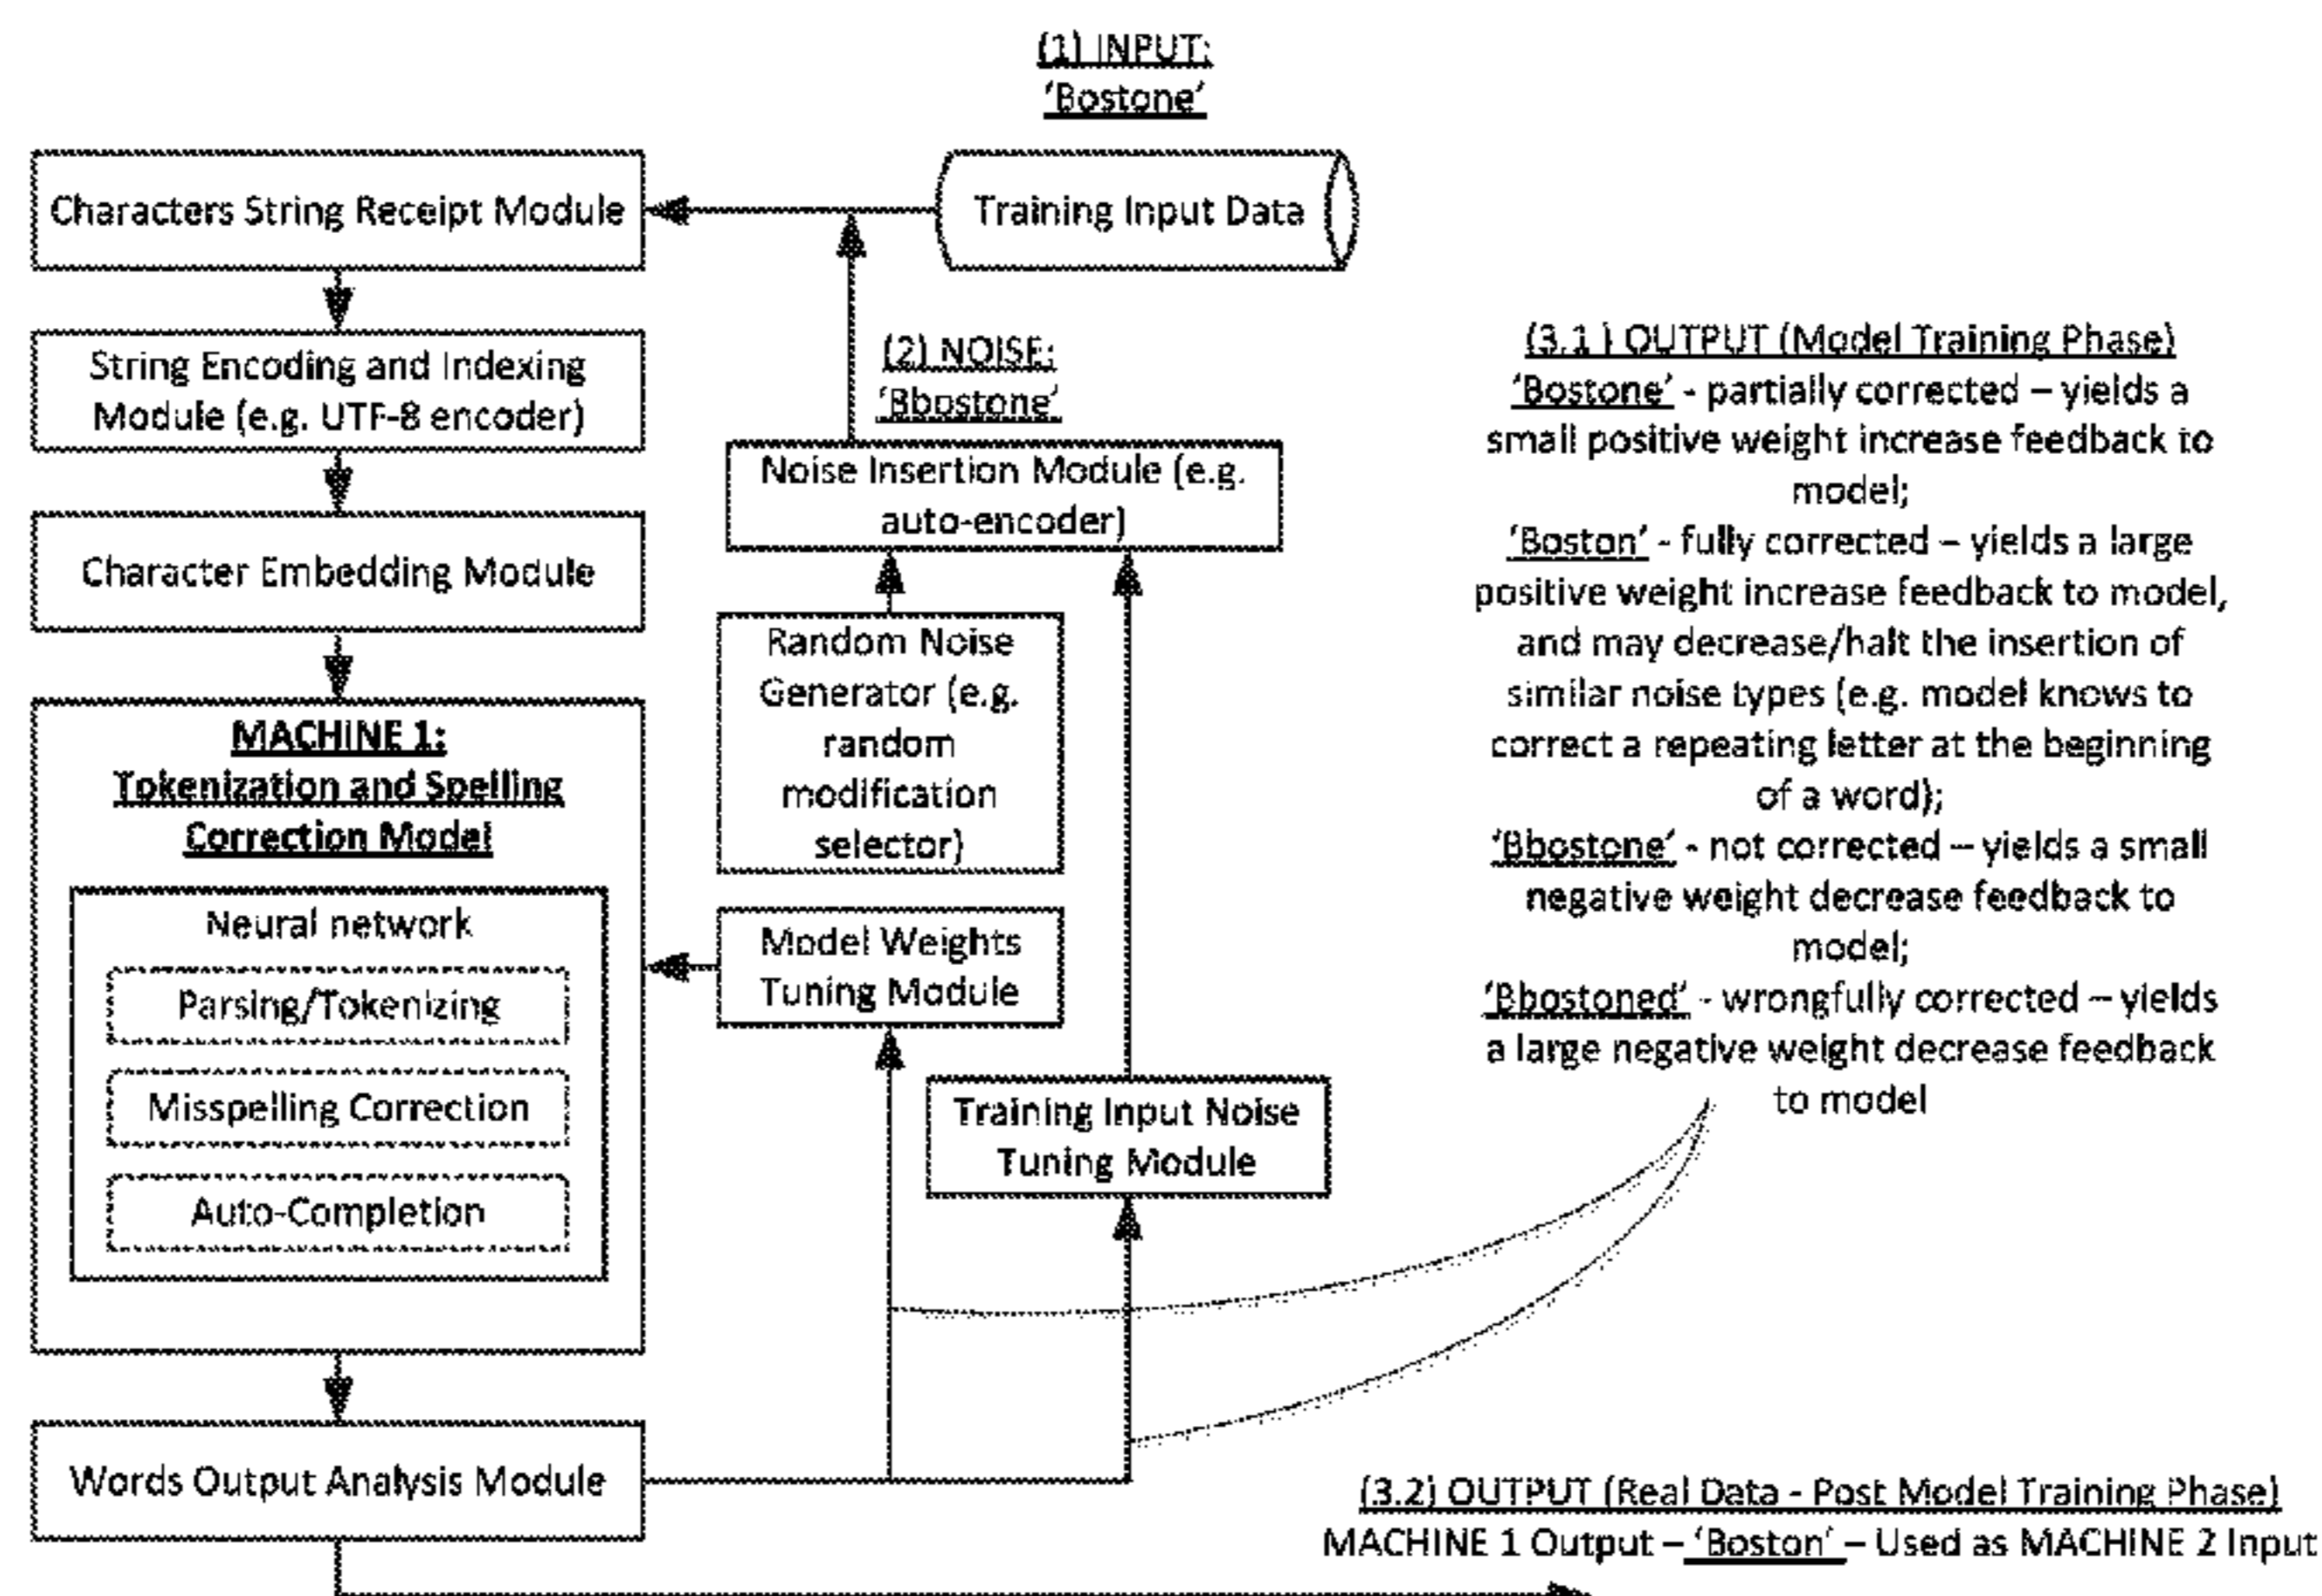 (1) INPUT:
'Bostone'
Characters String Receipt Module
Training Input Data
String Encoding and Indexing
Module (e.g. UTF-8 encoder)
(2) NOISE:
'Bbostone'
Noise Insertion Module (e.g.
auto-encoder)
Character Embedding Module
Random Noise
Generator (e.g.
random
modification
selector)
MACHINE 1:
Tokenization and Spelling
Correction Model
Neural network
Parsing/Tokenizing
Misspelling Correction
Auto-Completion
Model Weights
Tuning Module
Training Input Noise
Tuning Module
Words Output Analysis Module
(3.1 ) OUTPUT (Model Training Phase)
'Bostone' - partially corrected – yields a
small positive weight increase feedback to
model;
'Boston' - fully corrected – yields a large
positive weight increase feedback to model,
and may decrease/halt the insertion of
similar noise types (e.g. model knows to
correct a repeating letter at the beginning
of a word);
'Bbostone' - not corrected – yields a small
negative weight decrease feedback to
model;
'Bbostoned' - wrongfully corrected – yields
a large negative weight decrease feedback
to model
(3.2) OUTPUT (Real Data - Post Model Training Phase)
MACHINE 1 Output – 'Boston' – Used as MACHINE 2 Input